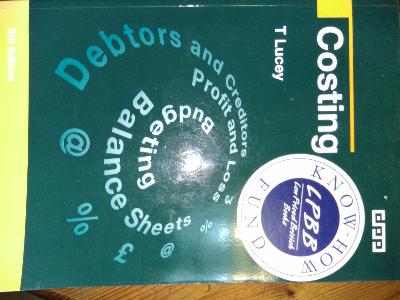 Costing
T Lucey
dpp
KNOW-HOW
LPBB
Low Priced British
Books
FUND
Debtors and Creditors
Profit and Loss
Budgeting
Balance Sheets
3
%
@
£
%
@
5th Edition